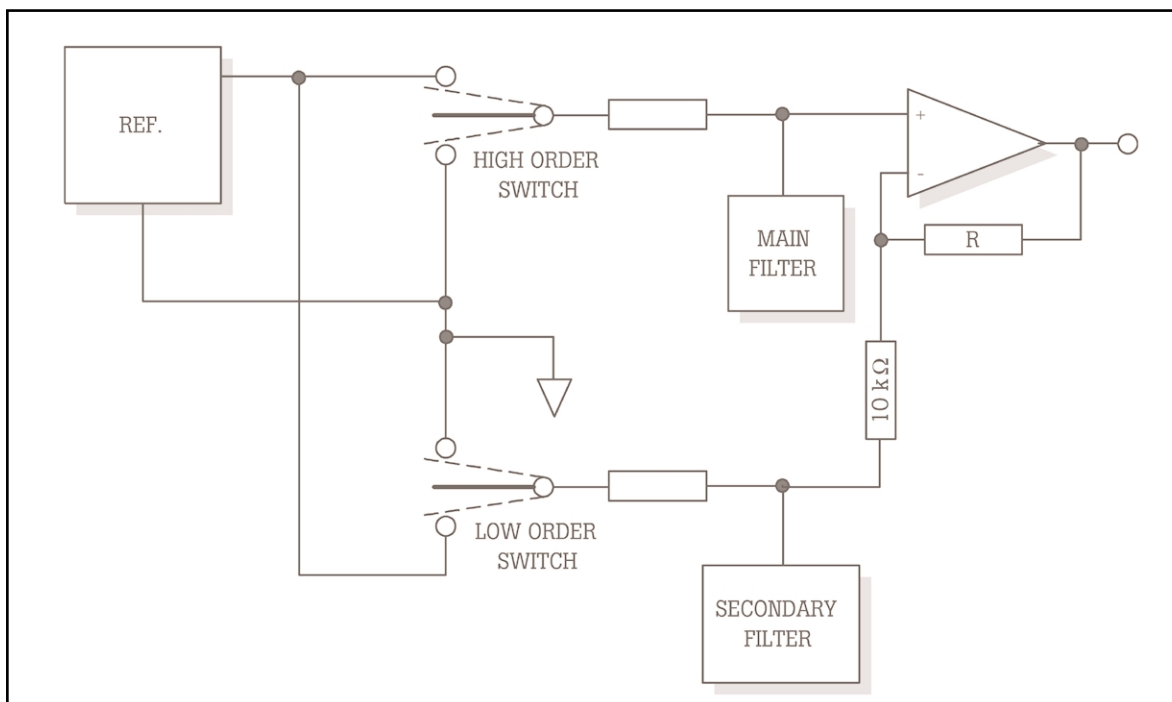 REF.
HIGH ORDER
SWITCH
+
-
MAIN
FILTER
R
10 kΩ
LOW ORDER
SWITCH
SECONDARY
FILTER